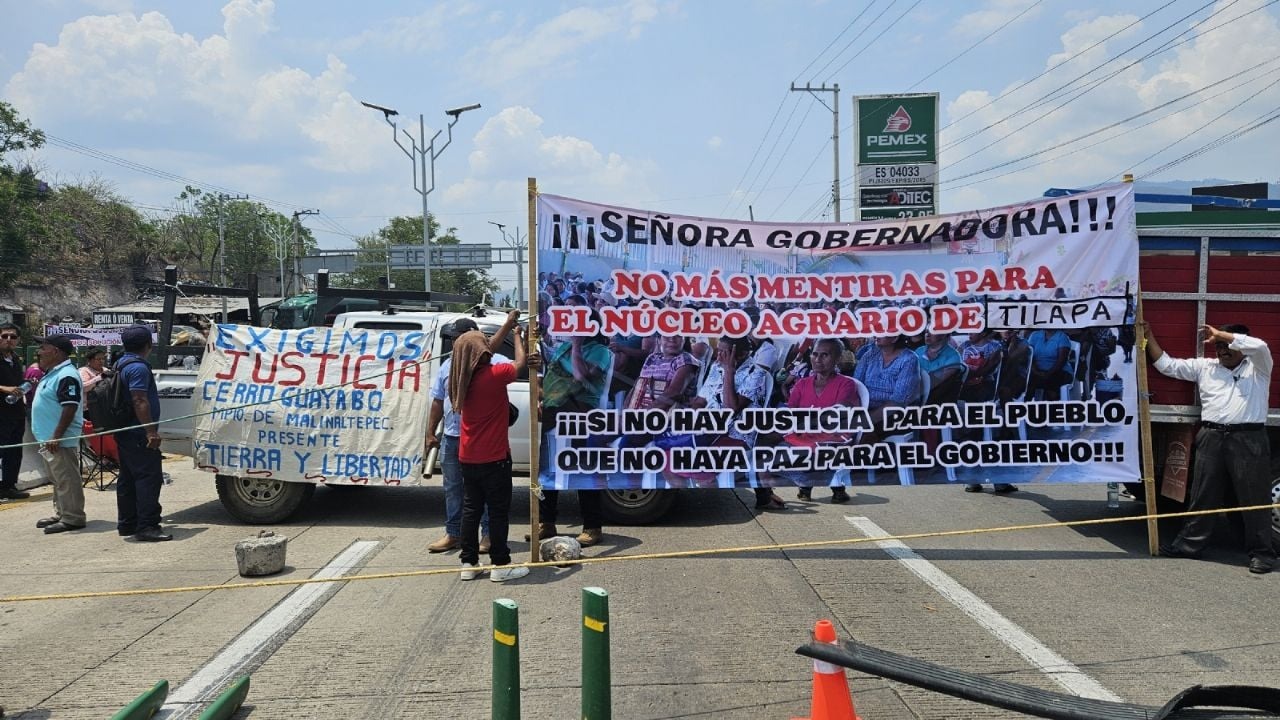 EXIGIMOS
JUSTICIA
CERRO GUAYABO
MPIO. DE MALINALTEPEC.
PRESENTE
"TIERRA Y LIBERTAD"
¡¡¡SEÑORA GOBERNADORA!!!
NO MÁS MENTIRAS PARA
EL NÚCLEO AGRARIO DE TILAPA
¡¡¡SI NO HAY JUSTICIA PARA EL PUEBLO,
QUE NO HAYA PAZ PARA EL GOBIERNO!!!
PEMEX
ES 04033
ADITEC
RENTA Ó VENTA